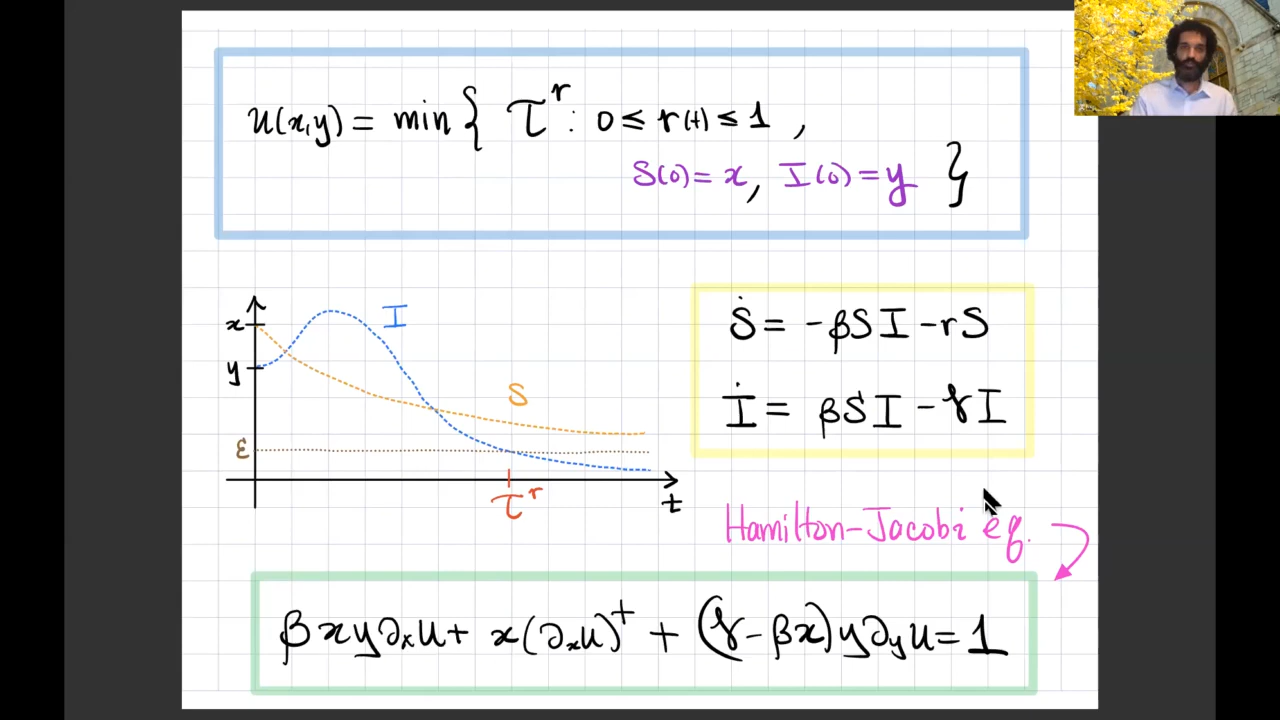 u(x,y) = min { τ^r : 0 ≤ r(t) ≤ 1 ,
S(0) = x, I(0) = y }
x
y
ε
I
S
τ^r
t
Ṡ = -βSI - rS
İ = βSI - γI
Hamilton-Jacobi eq.
βxy∂ₓu + x(∂ₓu)⁺ + (γ - βx)y∂ᵧu = 1